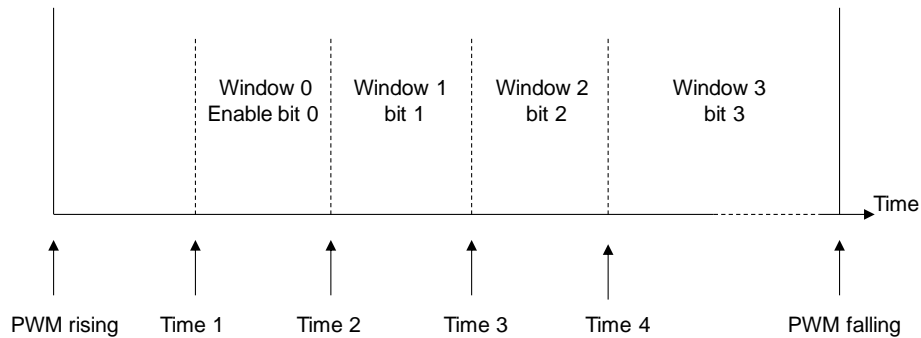 Window 0
Enable bit 0
Window 1
bit 1
Window 2
bit 2
Window 3
bit 3
Time
PWM rising
Time 1
Time 2
Time 3
Time 4
PWM falling